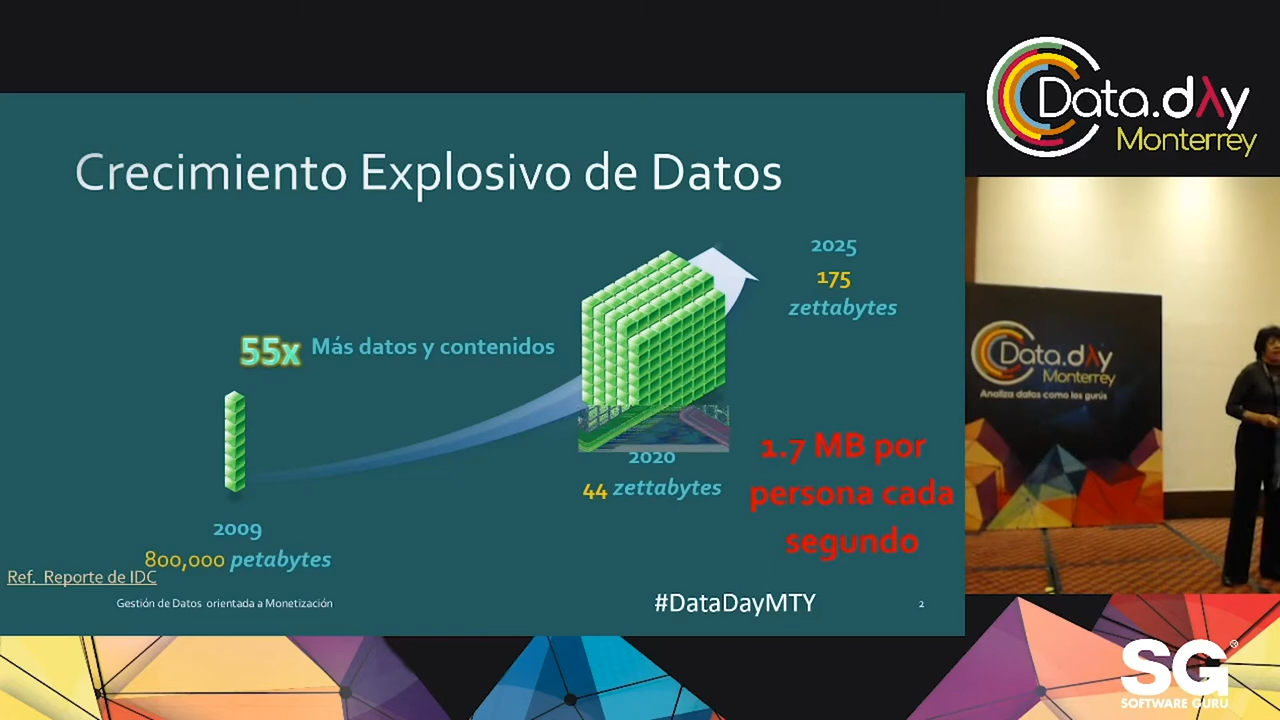 Data.dλy
Monterrey
Crecimiento Explosivo de Datos
2025
175
zettabytes
55x Más datos y contenidos
2020
44 zettabytes
1.7 MB por
persona cada
segundo
2009
800,000 petabytes
Ref. Reporte de IDC
Gestión de Datos orientada a Monetización
#DataDayMTY
2
Data.dλy
Monterrey
Analiza datos como los gurús
SG
SOFTWARE GURU